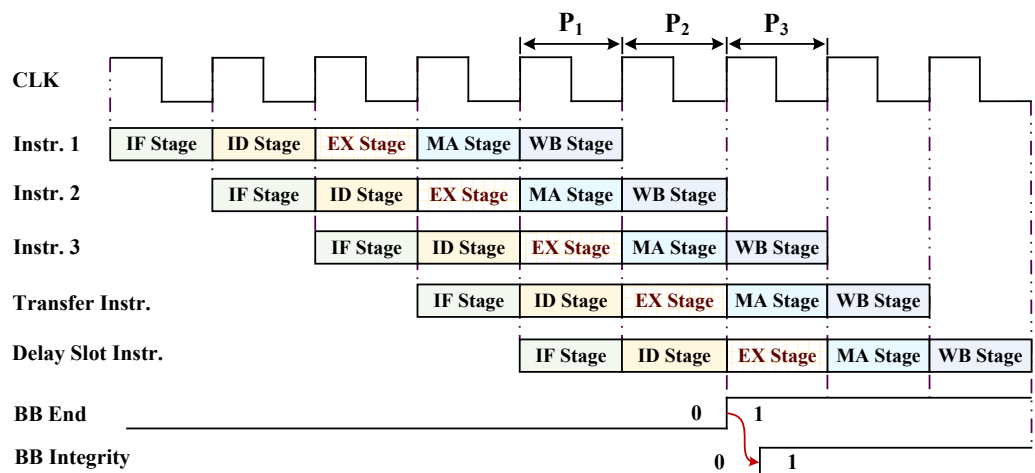 P1 P2 P3
CLK
Instr. 1 IF Stage ID Stage EX Stage MA Stage WB Stage
Instr. 2 IF Stage ID Stage EX Stage MA Stage WB Stage
Instr. 3 IF Stage ID Stage EX Stage MA Stage WB Stage
Transfer Instr. IF Stage ID Stage EX Stage MA Stage WB Stage
Delay Slot Instr. IF Stage ID Stage EX Stage MA Stage WB Stage
BB End 0 1
BB Integrity 0 1